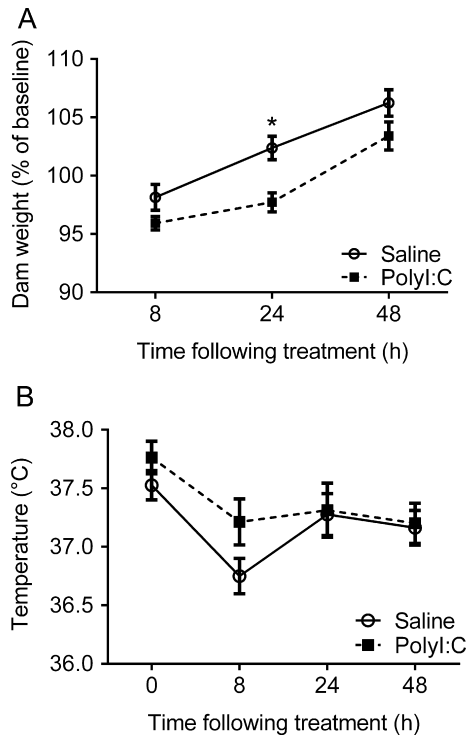 A
Dam weight (% of baseline)
110
105
100
95
90
*
Saline
PolyI:C
8
24
48
Time following treatment (h)
B
Temperature (°C)
38.0
37.5
37.0
36.5
36.0
Saline
PolyI:C
0
8
24
48
Time following treatment (h)